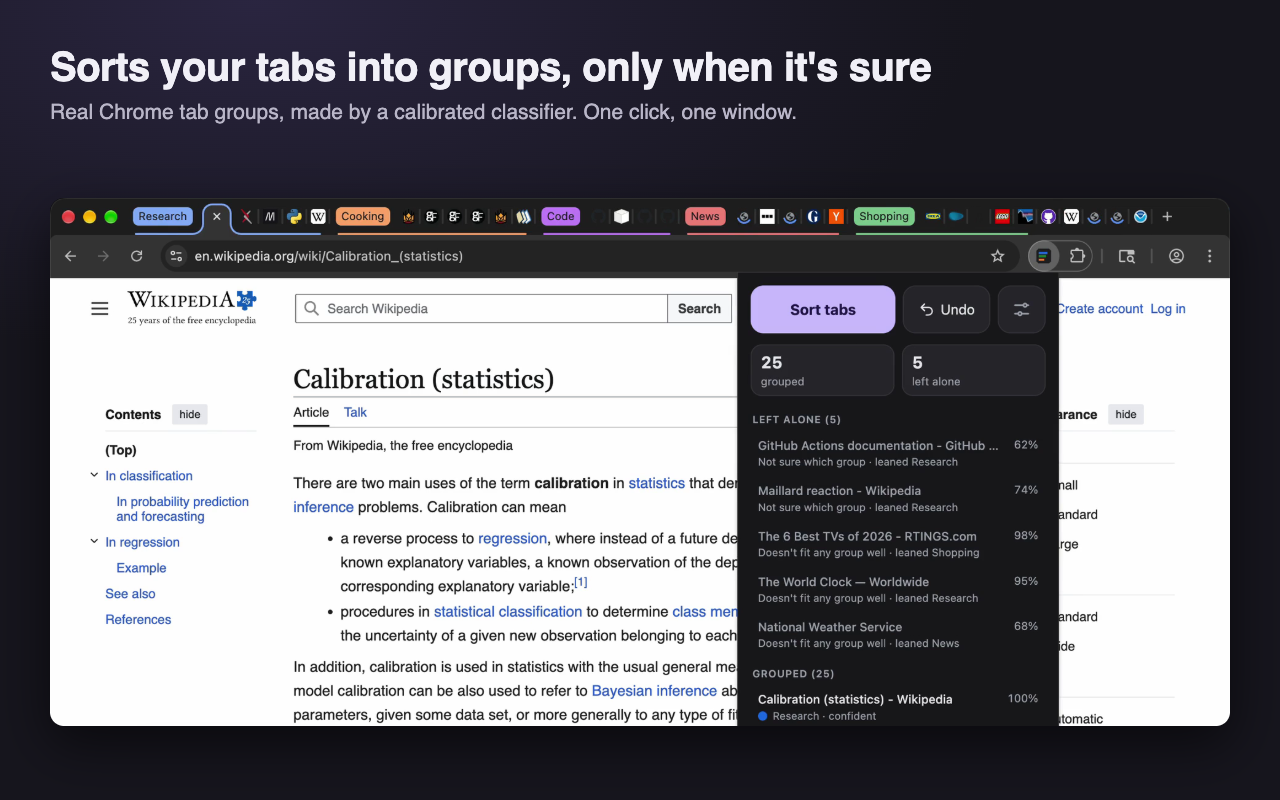 Sorts your tabs into groups, only when it's sure
Real Chrome tab groups, made by a calibrated classifier. One click, one window.
Research
Cooking
Code
News
Shopping
en.wikipedia.org/wiki/Calibration_(statistics)
WIKIPEDIA
25 years of the free encyclopedia
Search Wikipedia
Search
Create account Log in
Contents hide
(Top)
In classification
In probability prediction
and forecasting
In regression
Example
See also
References
Calibration (statistics)
Article Talk
From Wikipedia, the free encyclopedia
There are two main uses of the term calibration in statistics that
inference problems. Calibration can mean
• a reverse process to regression, where instead of a future
known explanatory variables, a known observation of the
corresponding explanatory variable;[1]
• procedures in statistical classification to determine class
the uncertainty of a given new observation belonging to each
In addition, calibration is used in statistics with the usual general
model calibration can be also used to refer to Bayesian inference
parameters, given some data set, or more generally to any type of
Sort tabs
Undo
25
grouped
5
left alone
LEFT ALONE (5)
GitHub Actions documentation - GitHub ... 62%
Not sure which group · leaned Research
Maillard reaction - Wikipedia 74%
Not sure which group · leaned Research
The 6 Best TVs of 2026 - RTINGS.com 98%
Doesn't fit any group well · leaned Shopping
The World Clock — Worldwide 95%
Doesn't fit any group well · leaned Research
National Weather Service 68%
Doesn't fit any group well · leaned News
GROUPED (25)
Calibration (statistics) - Wikipedia 100%
Research · confident
hide